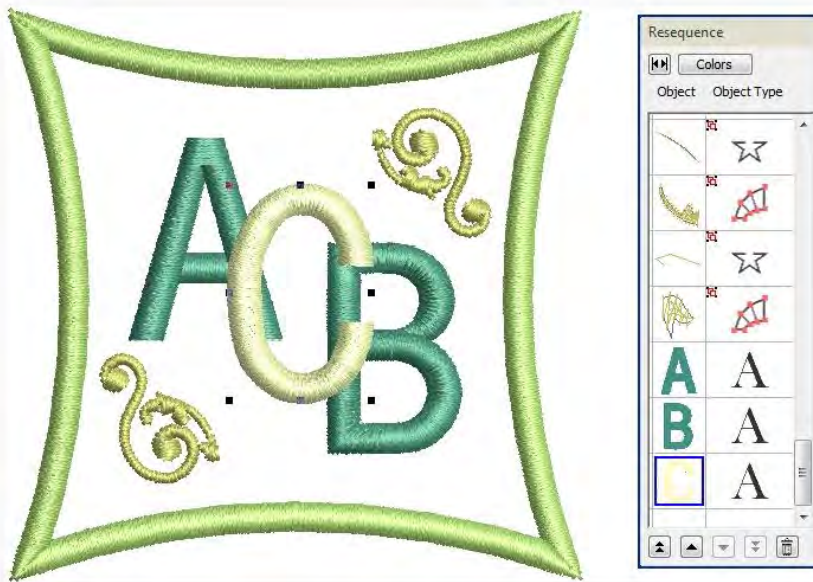 A
C
B
Resequence
Colors
Object Object Type
A A
B A
C A